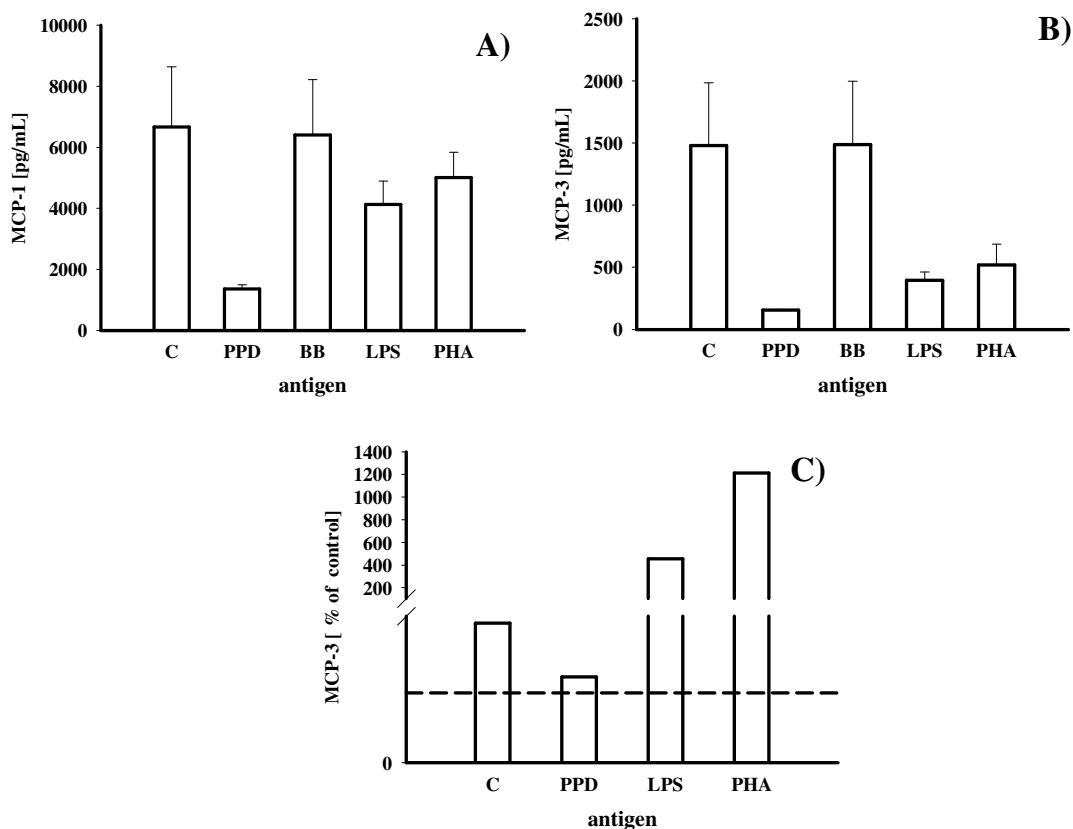 A)
MCP-1 [pg/mL]
10000
8000
6000
4000
2000
0
C PPD BB LPS PHA
antigen
B)
MCP-3 [pg/mL]
2500
2000
1500
1000
500
0
C PPD BB LPS PHA
antigen
C)
MCP-3 [ % of control]
1400
1200
1000
800
600
400
200
0
C PPD LPS PHA
antigen